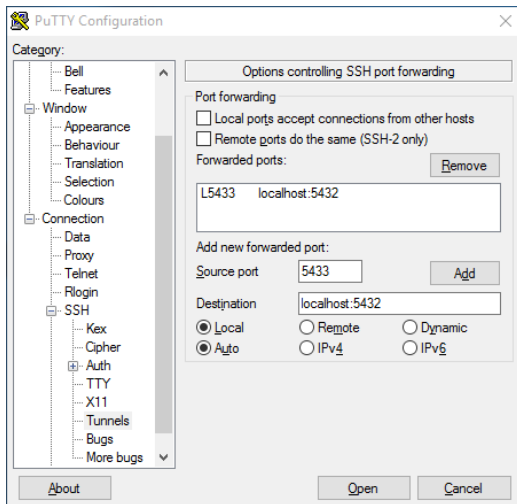 PuTTY Configuration
Category:
Bell
Features
Window
Appearance
Behaviour
Translation
Selection
Colours
Connection
Data
Proxy
Telnet
Rlogin
SSH
Kex
Cipher
Auth
TTY
X11
Tunnels
Bugs
More bugs
Options controlling SSH port forwarding
Port forwarding
Local ports accept connections from other hosts
Remote ports do the same (SSH-2 only)
Forwarded ports:
Remove
L5433 localhost:5432
Add new forwarded port:
Source port 5433 Add
Destination localhost:5432
Local Remote Dynamic
Auto IPv4 IPv6
About Open Cancel